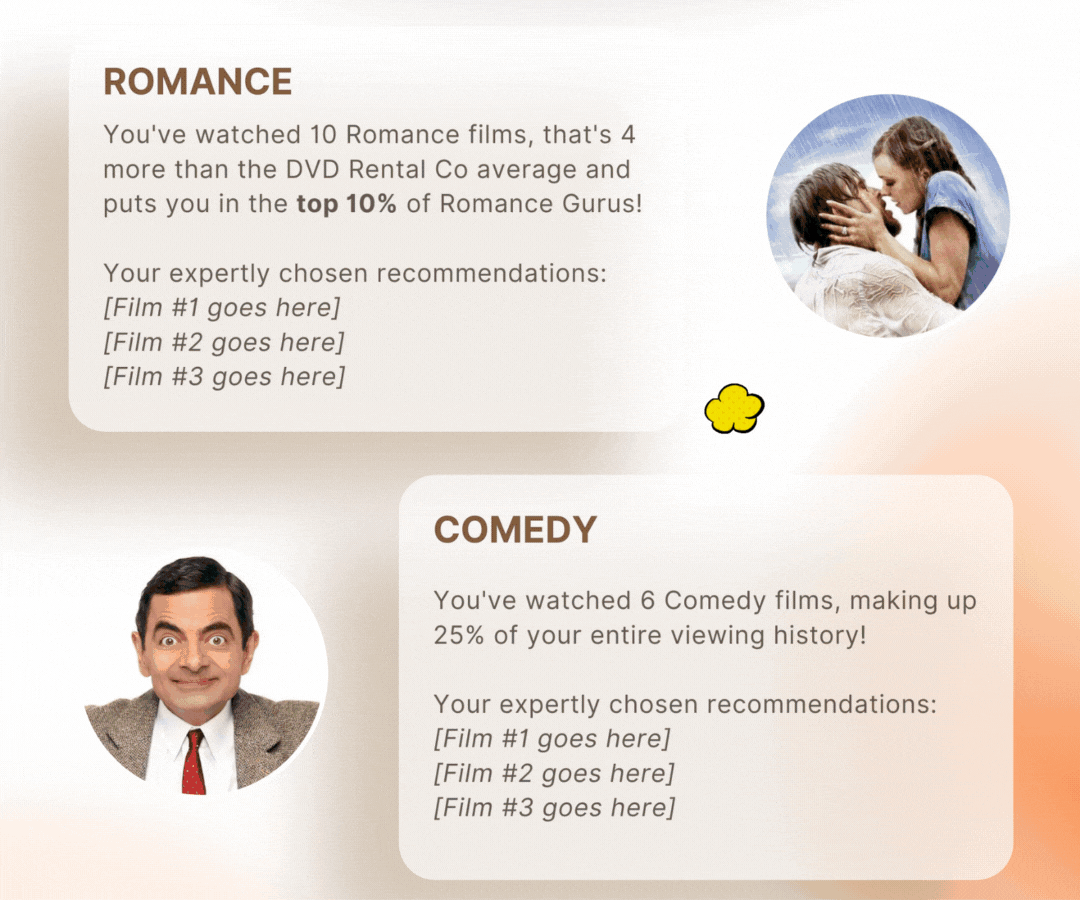 ROMANCE
You've watched 10 Romance films, that's 4
more than the DVD Rental Co average and
puts you in the top 10% of Romance Gurus!
Your expertly chosen recommendations:
[Film #1 goes here]
[Film #2 goes here]
[Film #3 goes here]
COMEDY
You've watched 6 Comedy films, making up
25% of your entire viewing history!
Your expertly chosen recommendations:
[Film #1 goes here]
[Film #2 goes here]
[Film #3 goes here]